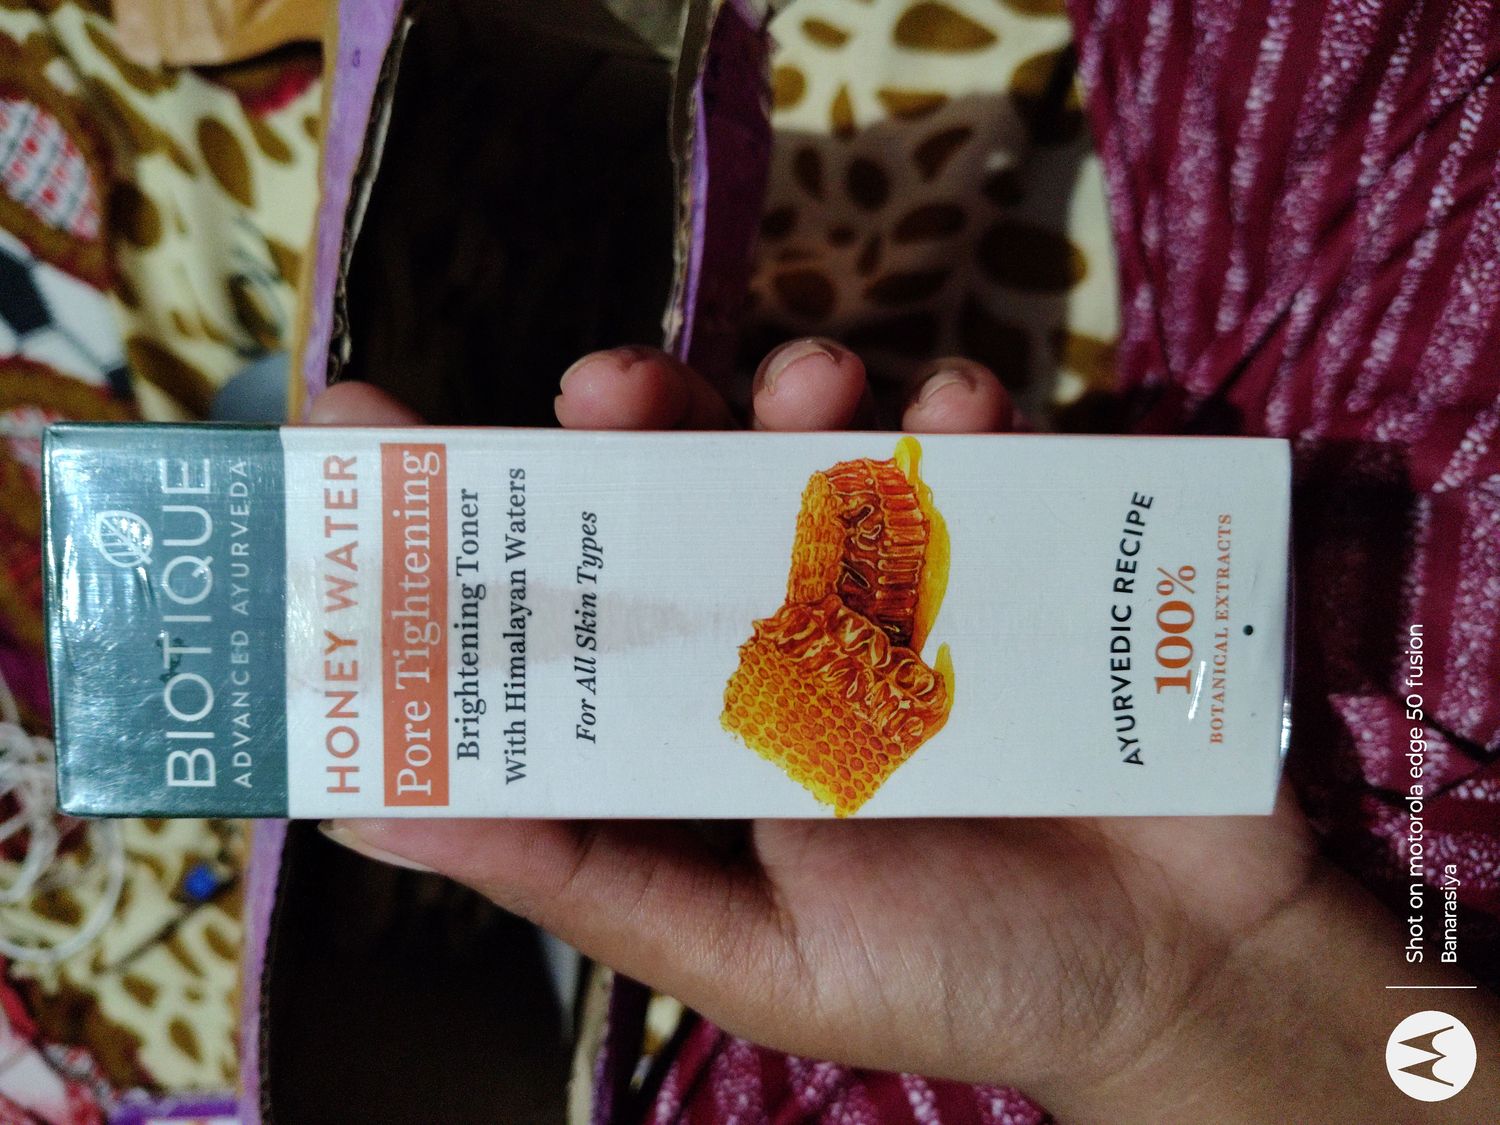 BIOTIQUE
ADVANCED AYURVEDA
HONEY WATER
Pore Tightening
Brightening Toner
With Himalayan Waters
For All Skin Types
AYURVEDIC RECIPE
100%
BOTANICAL EXTRACTS
Shot on motorola edge 50 fusion
Banarasiya